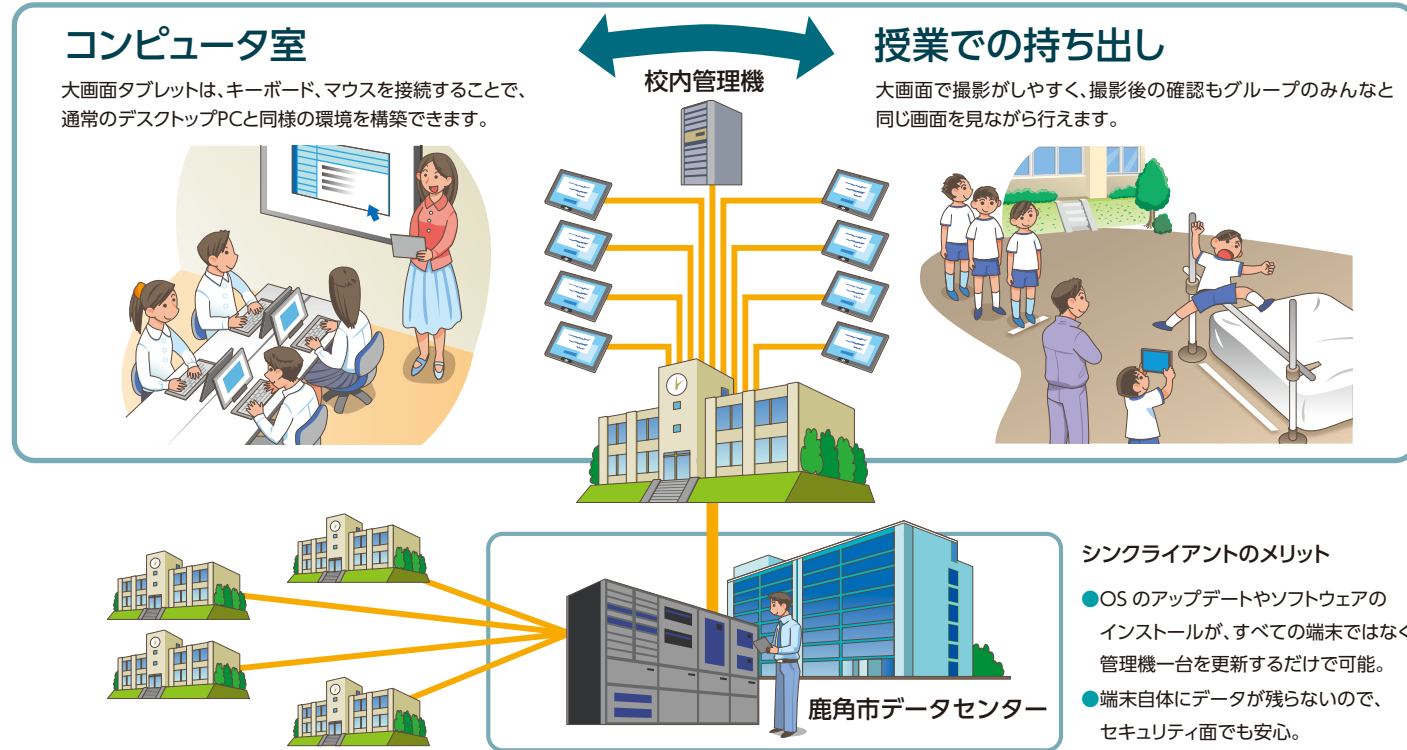 コンピュータ室
大画面タブレットは、キーボード、マウスを接続することで、
通常のデスクトップPCと同様の環境を構築できます。
校内管理機
授業での持ち出し
大画面で撮影がしやすく、撮影後の確認もグループのみんなと
同じ画面を見ながら行えます。
鹿角市データセンター
シンクライアントのメリット
●OS のアップデートやソフトウェアの
インストールが、すべての端末ではなく
管理機一台を更新するだけで可能。
●端末自体にデータが残らないので、
セキュリティ面でも安心。